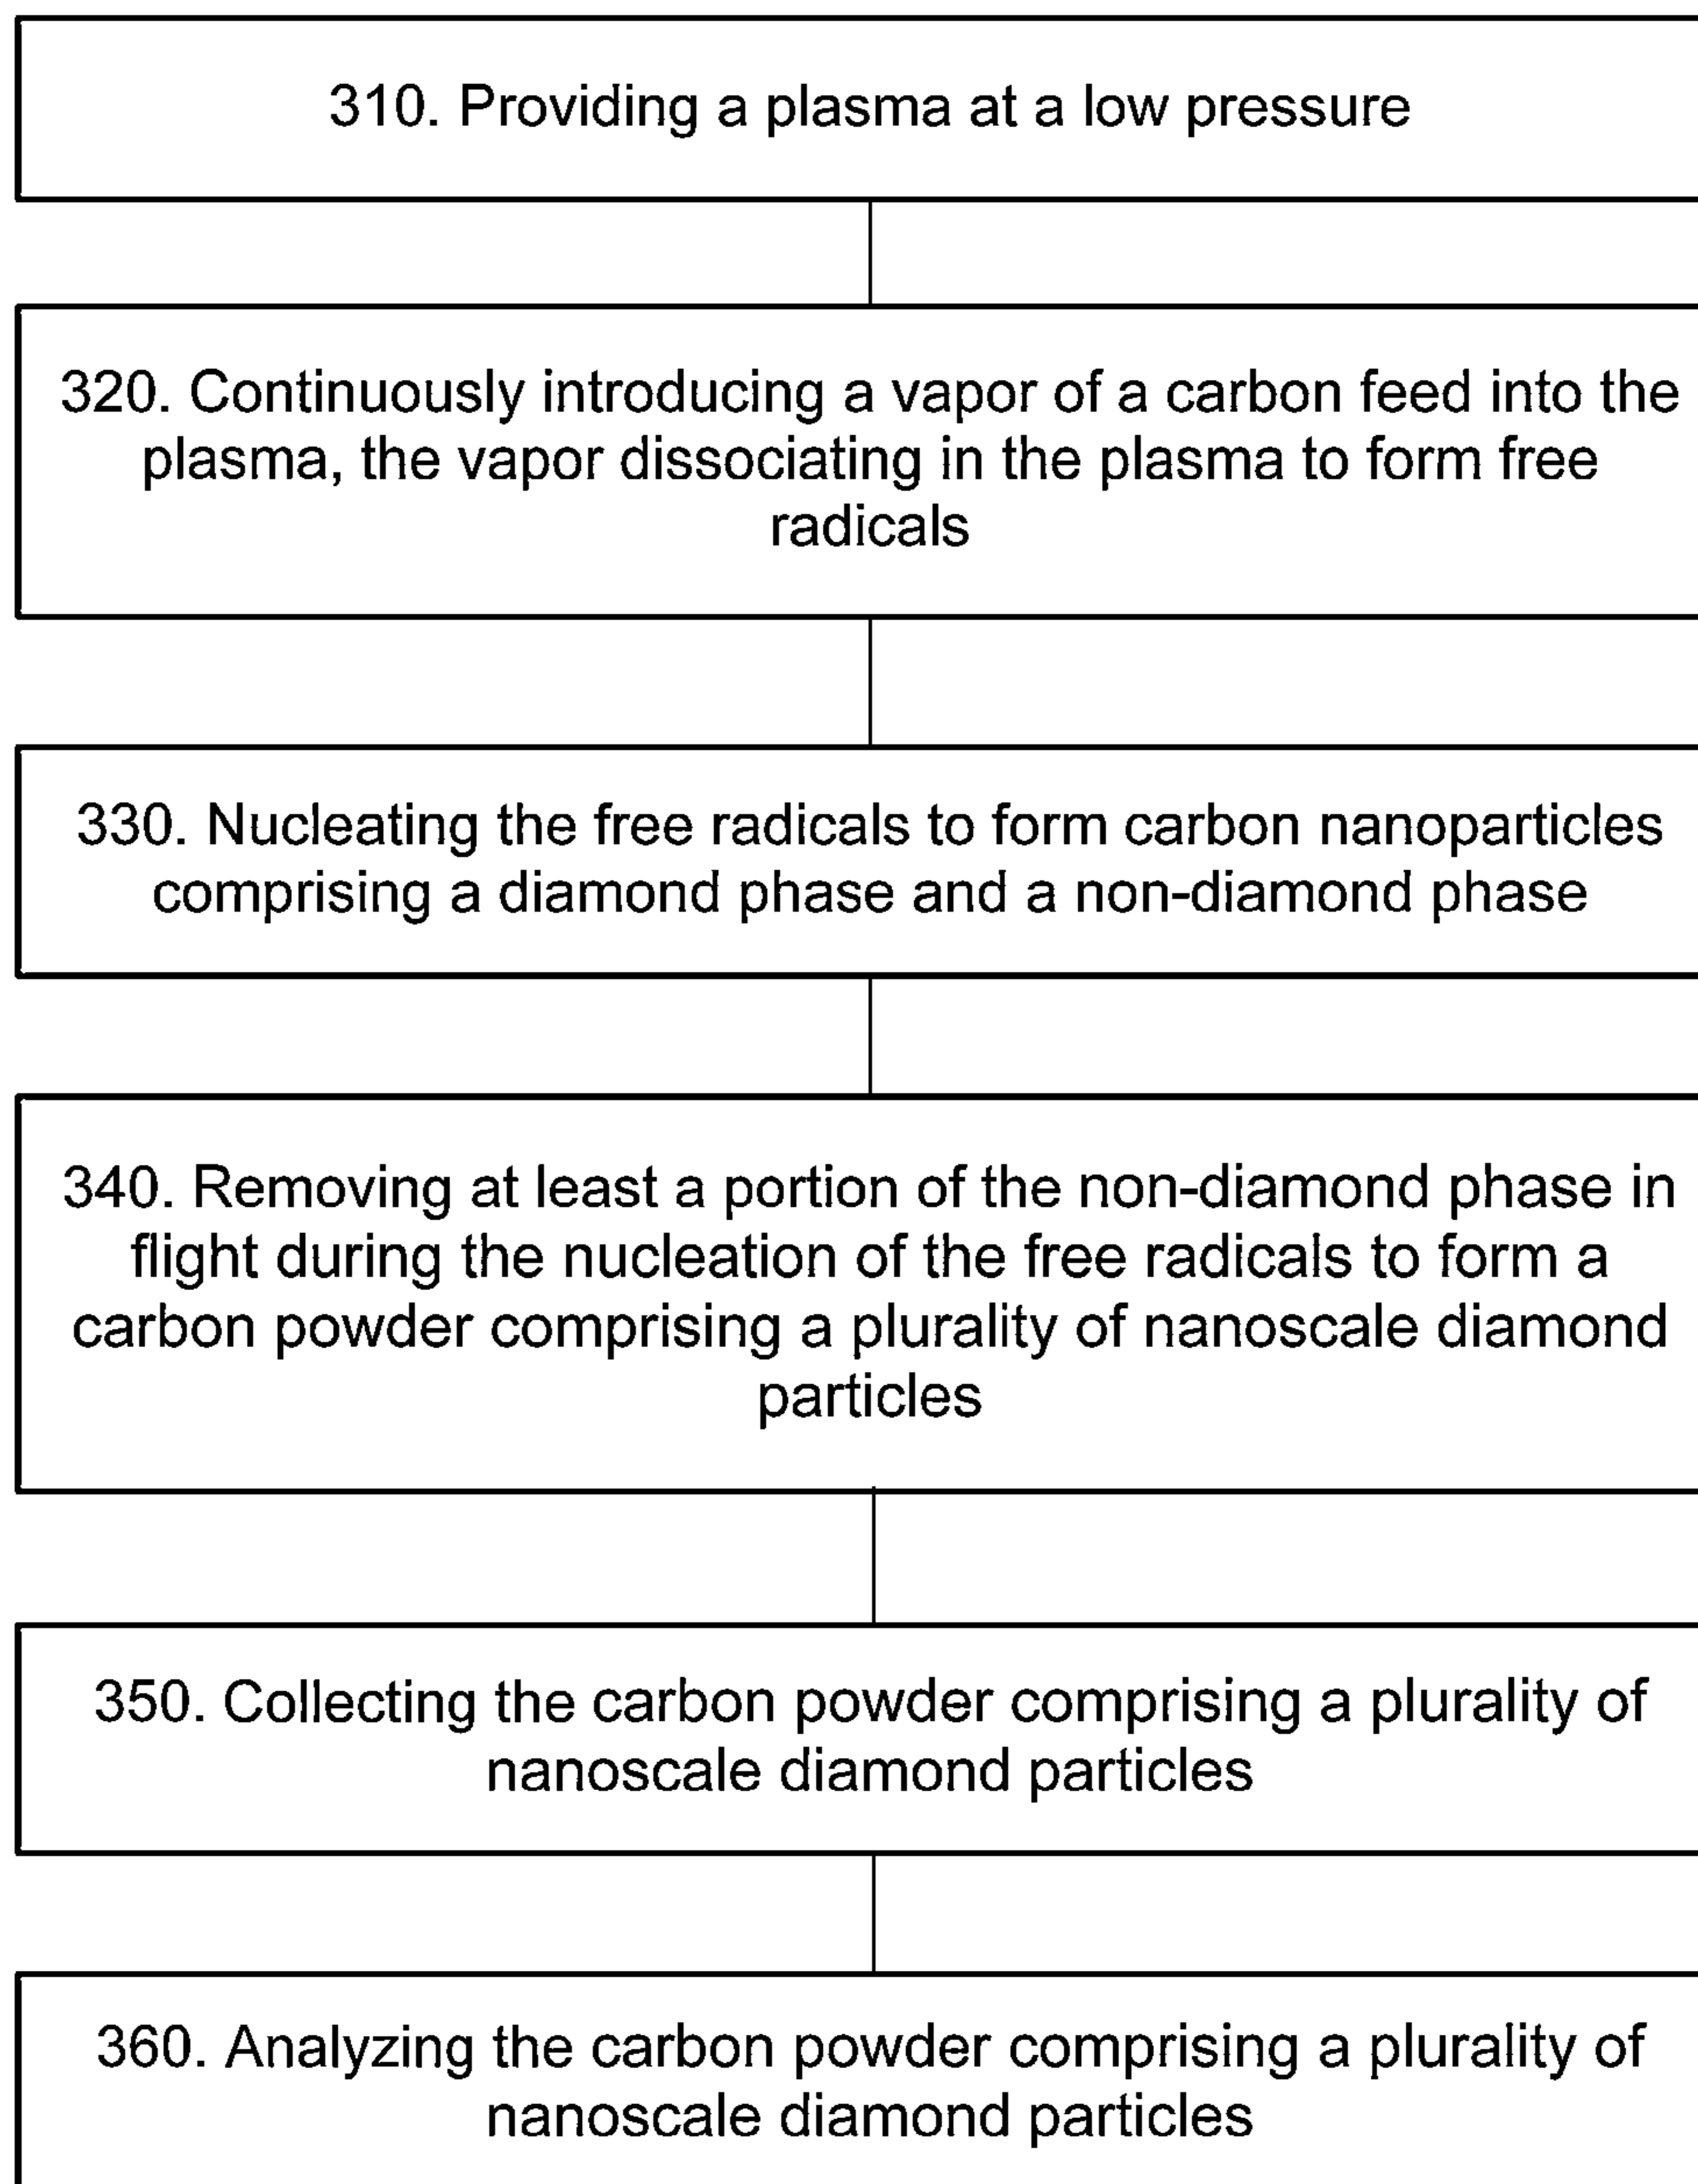 310. Providing a plasma at a low pressure
320. Continuously introducing a vapor of a carbon feed into the
plasma, the vapor dissociating in the plasma to form free
radicals
330. Nucleating the free radicals to form carbon nanoparticles
comprising a diamond phase and a non-diamond phase
340. Removing at least a portion of the non-diamond phase in
flight during the nucleation of the free radicals to form a
carbon powder comprising a plurality of nanoscale diamond
particles
350. Collecting the carbon powder comprising a plurality of
nanoscale diamond particles
360. Analyzing the carbon powder comprising a plurality of
nanoscale diamond particles